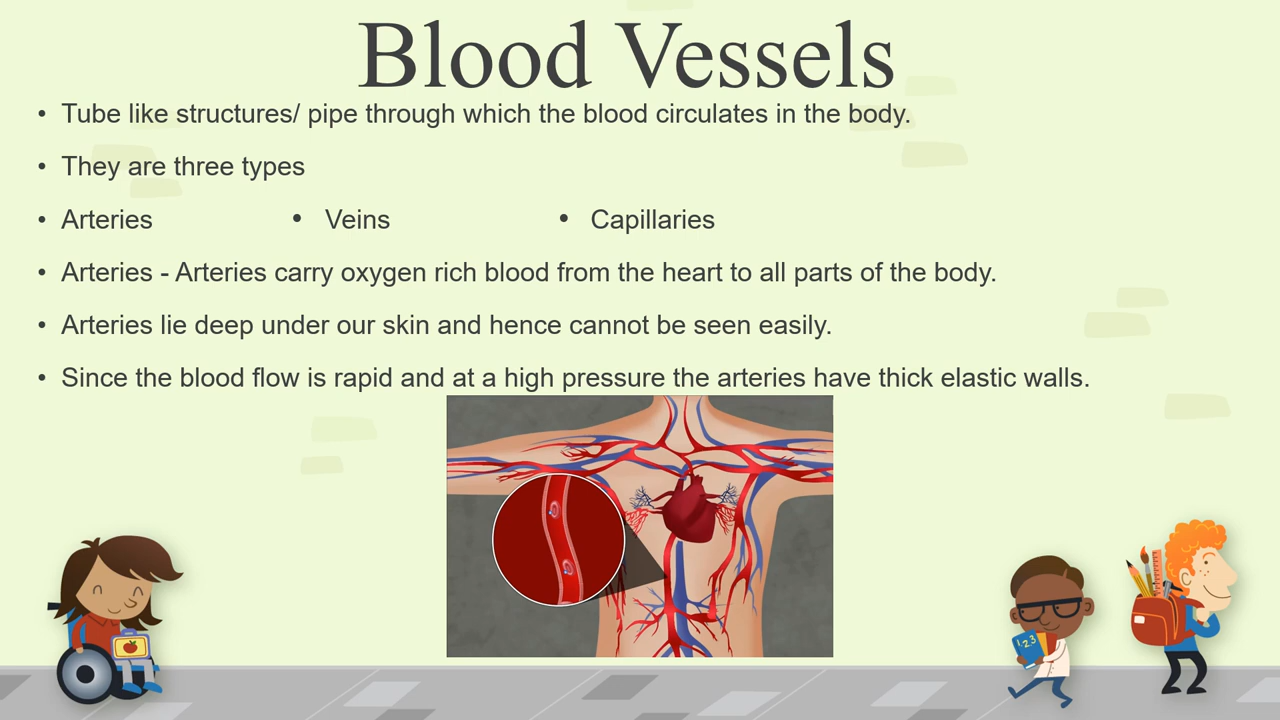 Blood Vessels
• Tube like structures/ pipe through which the blood circulates in the body.
• They are three types
• Arteries • Veins • Capillaries
• Arteries - Arteries carry oxygen rich blood from the heart to all parts of the body.
• Arteries lie deep under our skin and hence cannot be seen easily.
• Since the blood flow is rapid and at a high pressure the arteries have thick elastic walls.
123